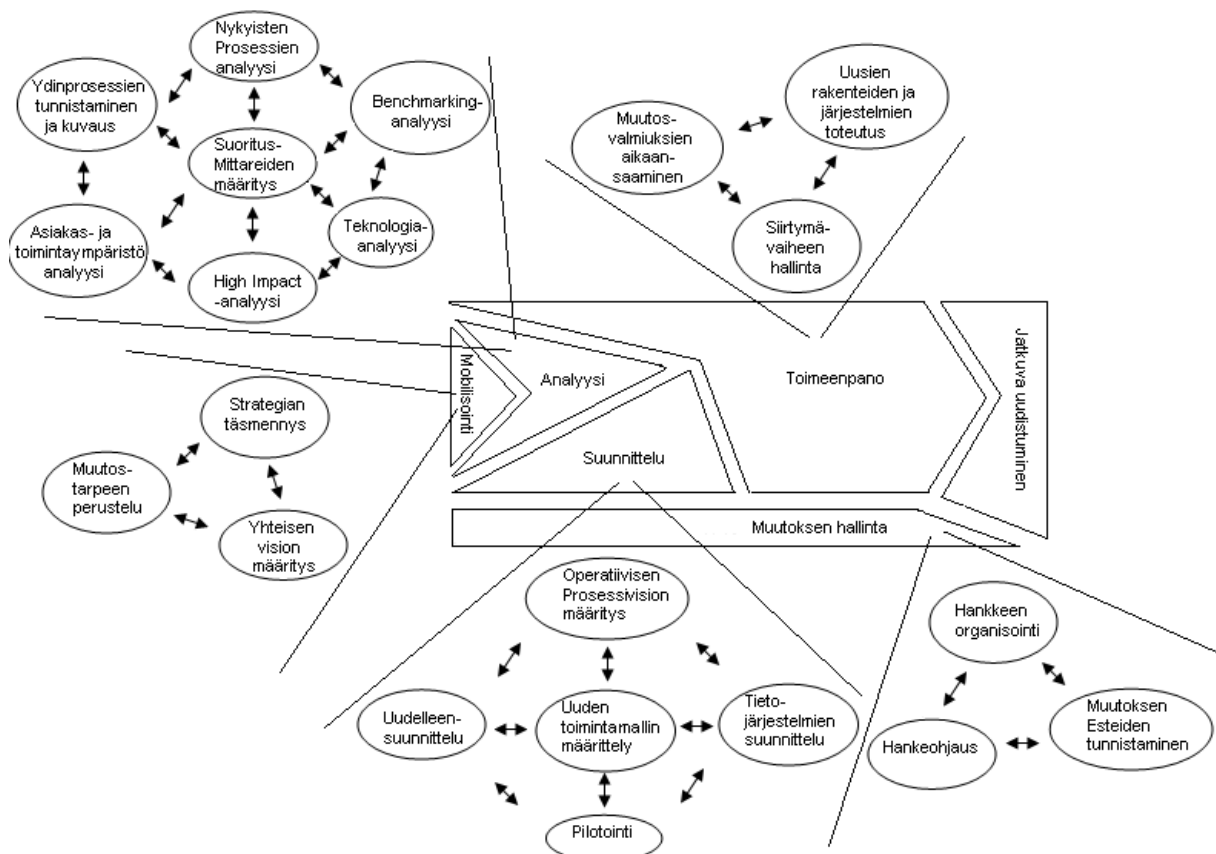 Nykyisten
Prosessien
analyysi
Ydinprosessien
tunnistaminen
ja kuvaus
Benchmarking-
analyysi
Suoritus-
Mittareiden
määritys
Asiakas- ja
toimintaympäristö
analyysi
Teknologia-
analyysi
High Impact
-analyysi
Uusien
rakenteiden ja
järjestelmien
toteutus
Muutos-
valmiuksien
aikaan-
saaminen
Siirtymä-
vaiheen
hallinta
Mobilisointi
Analyysi
Suunnittelu
Toimeenpano
Jatkuva uudistuminen
Muutoksen hallinta
Strategian
täsmennys
Muutos-
tarpeen
perustelu
Yhteisen
vision
määritys
Operatiivisen
Prosessivision
määritys
Uudelleen-
suunnittelu
Uuden
toimintamallin
määrittely
Tieto-
järjestelmien
suunnittelu
Pilotointi
Hankkeen
organisointi
Hankeohjaus
Muutoksen
Esteiden
tunnistaminen